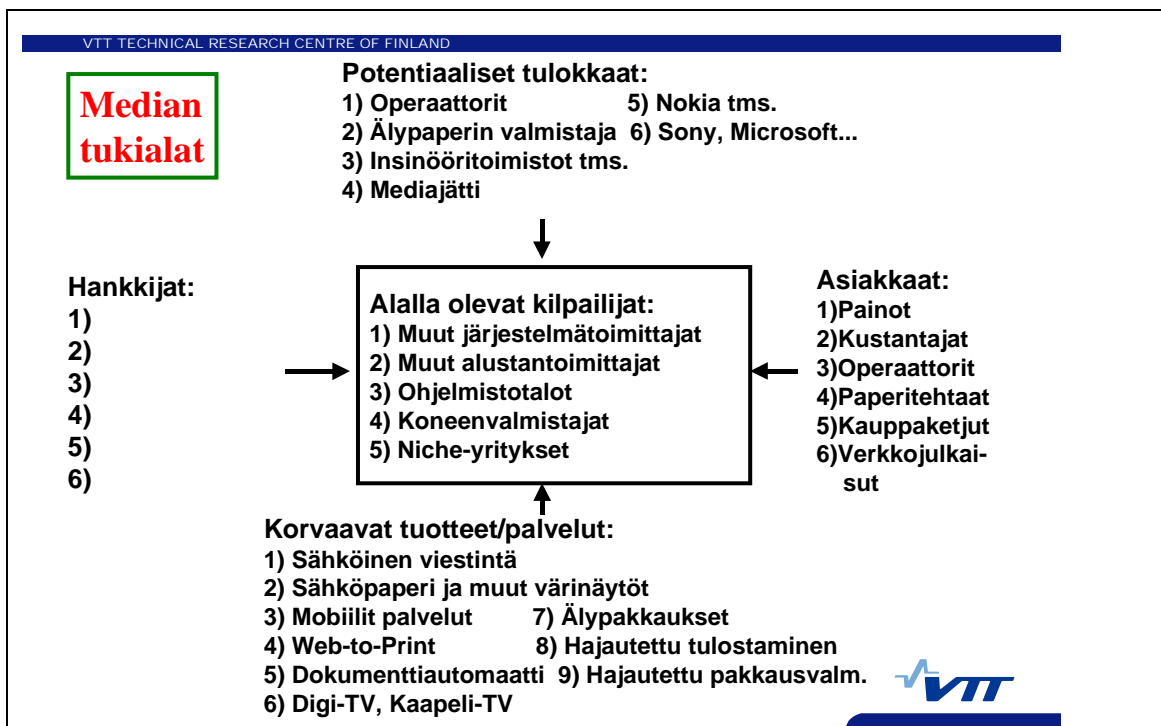 VTT TECHNICAL RESEARCH CENTRE OF FINLAND
Median
tukialat
Potentiaaliset tulokkaat:
1) Operaattorit 5) Nokia tms.
2) Älypaperin valmistaja 6) Sony, Microsoft...
3) Insinööritoimistot tms.
4) Mediajätti
Hankkijat:
1)
2)
3)
4)
5)
6)
Alalla olevat kilpailijat:
1) Muut järjestelmätoimittajat
2) Muut alustantoimittajat
3) Ohjelmistotalot
4) Koneenvalmistajat
5) Niche-yritykset
Asiakkaat:
1)Painot
2)Kustantajat
3)Operaattorit
4)Paperitehtaat
5)Kauppaketjut
6)Verkkojulkai-
sut
Korvaavat tuotteet/palvelut:
1) Sähköinen viestintä
2) Sähköpaperi ja muut värinäytöt
3) Mobiilit palvelut 7) Älypakkaukset
4) Web-to-Print 8) Hajautettu tulostaminen
5) Dokumenttiautomaatti 9) Hajautettu pakkausvalm.
6) Digi-TV, Kaapeli-TV
VTT